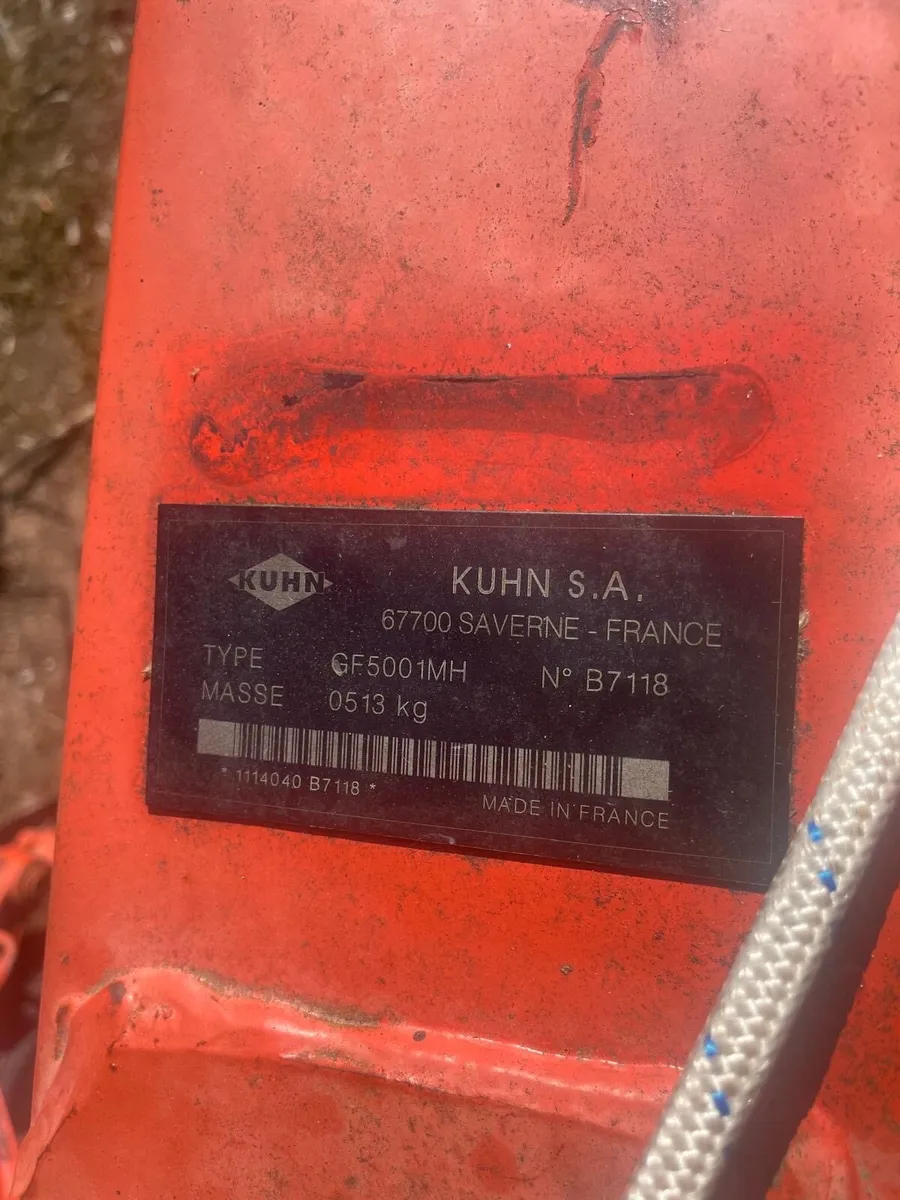 KUHN
KUHN S.A.
67700 SAVERNE - FRANCE
TYPE GF5001MH N° B7118
MASSE 0513 kg
* 1114040 B7118 *
MADE IN FRANCE